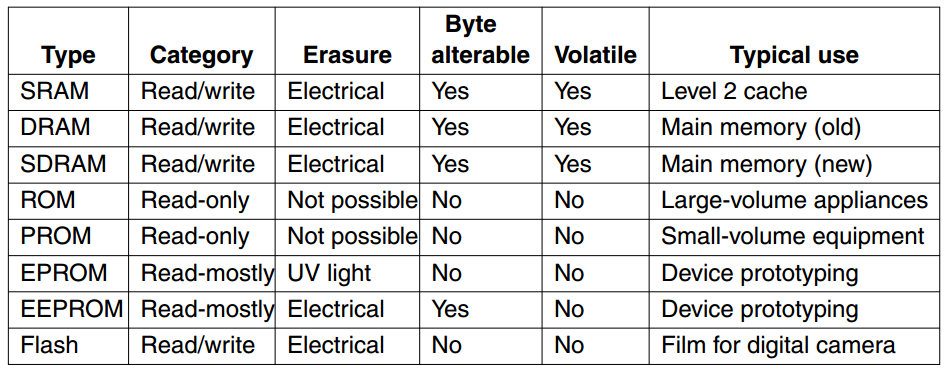 Type Category Erasure Byte alterable Volatile Typical use
SRAM Read/write Electrical Yes Yes Level 2 cache
DRAM Read/write Electrical Yes Yes Main memory (old)
SDRAM Read/write Electrical Yes Yes Main memory (new)
ROM Read-only Not possible No No Large-volume appliances
PROM Read-only Not possible No No Small-volume equipment
EPROM Read-mostly UV light No No Device prototyping
EEPROM Read-mostly Electrical Yes No Device prototyping
Flash Read/write Electrical No No Film for digital camera